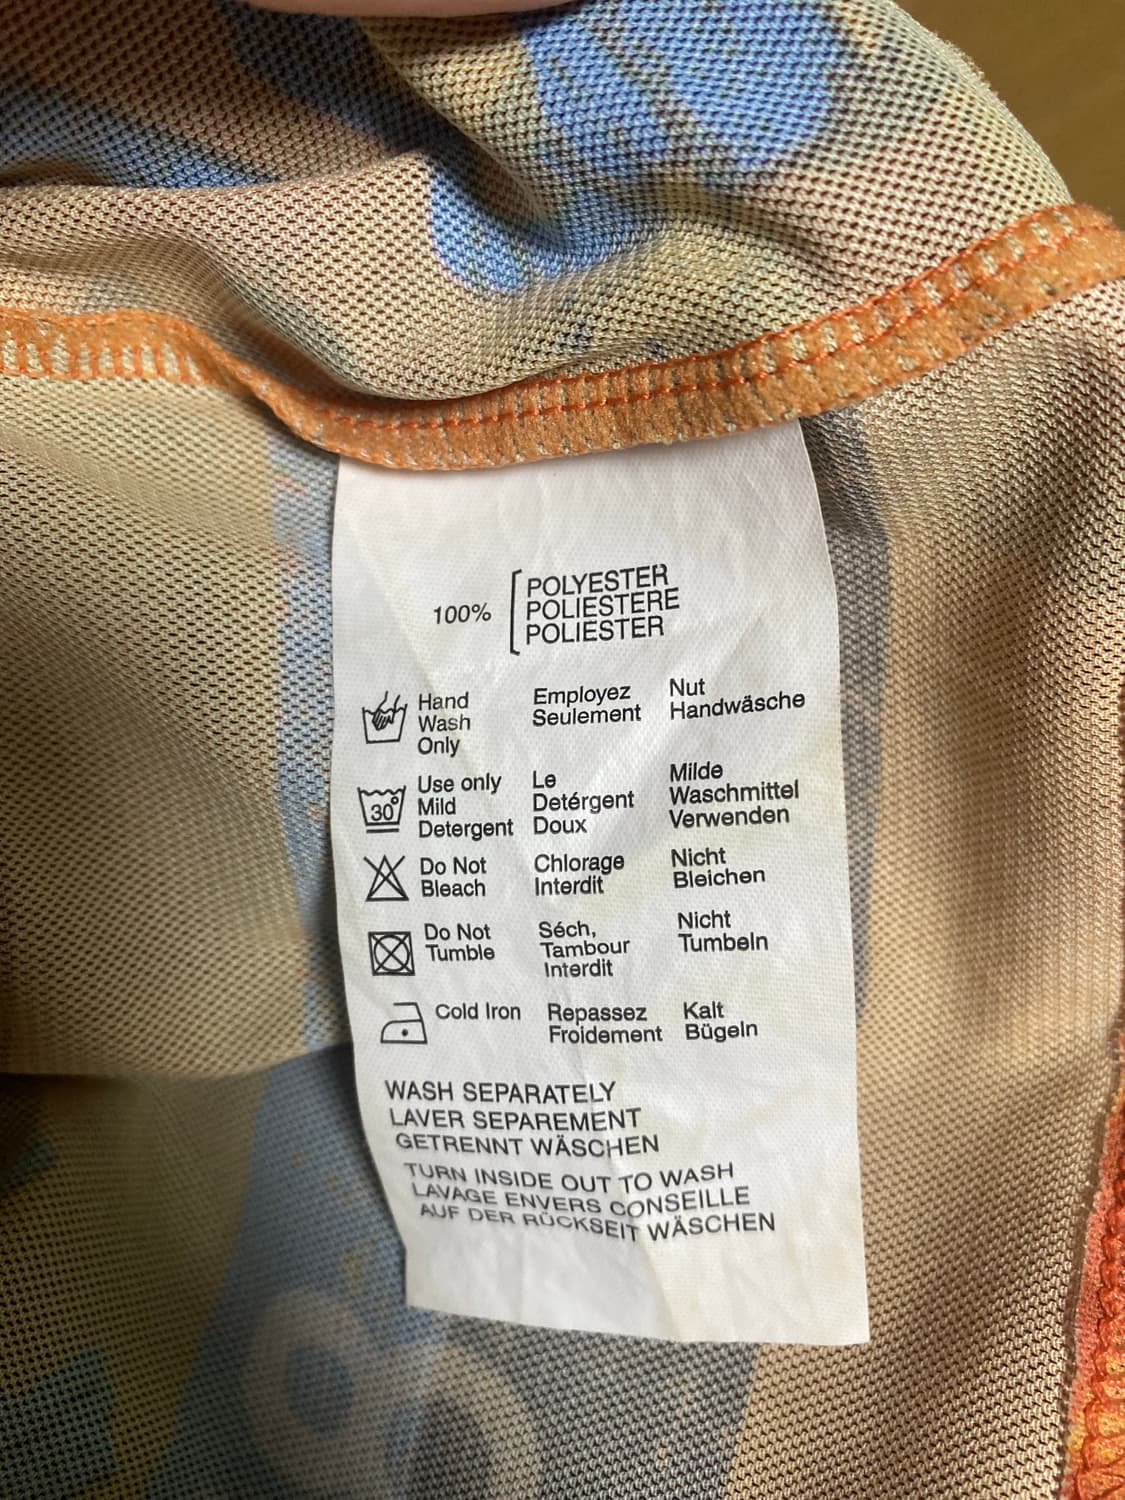 100%
POLYESTER
POLIESTERE
POLIESTER
Hand
Wash
Only
Employez
Seulement
Nut
Handwäsche
30°
Use only
Mild
Detergent
Le
Detérgent
Doux
Milde
Waschmittel
Verwenden
Do Not
Bleach
Chlorage
Interdit
Nicht
Bleichen
Do Not
Tumble
Séch,
Tambour
Interdit
Nicht
Tumbeln
Cold Iron
Repassez
Froidement
Kalt
Bügeln
WASH SEPARATELY
LAVER SEPAREMENT
GETRENNT WÄSCHEN
TURN INSIDE OUT TO WASH
LAVAGE ENVERS CONSEILLE
AUF DER RÜCKSEIT WÄSCHEN